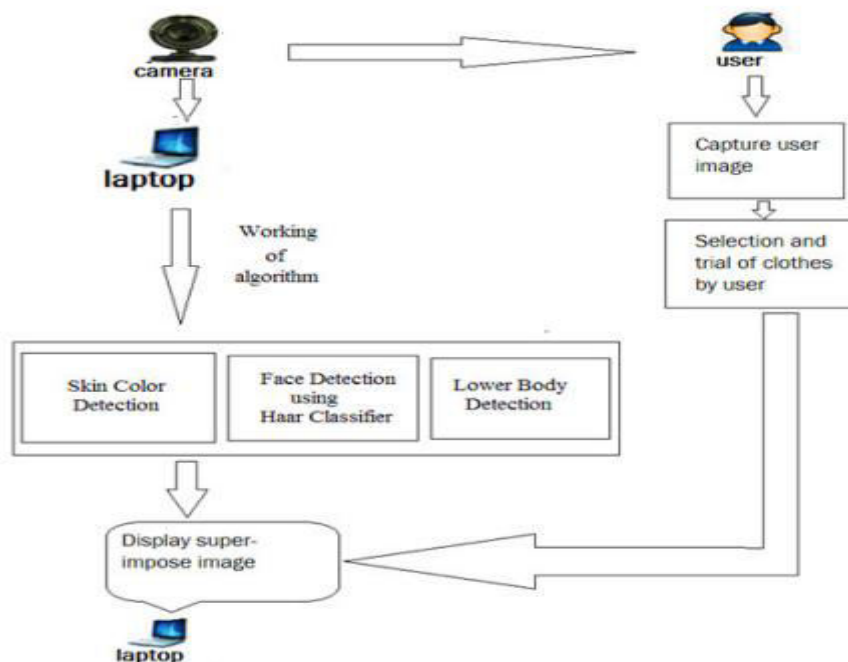 camera
user
laptop
Capture user
image
Working
of
algorithm
Selection and
trial of clothes
by user
Skin Color
Detection
Face Detection
using
Haar Classifier
Lower Body
Detection
Display super-
impose image
laptop